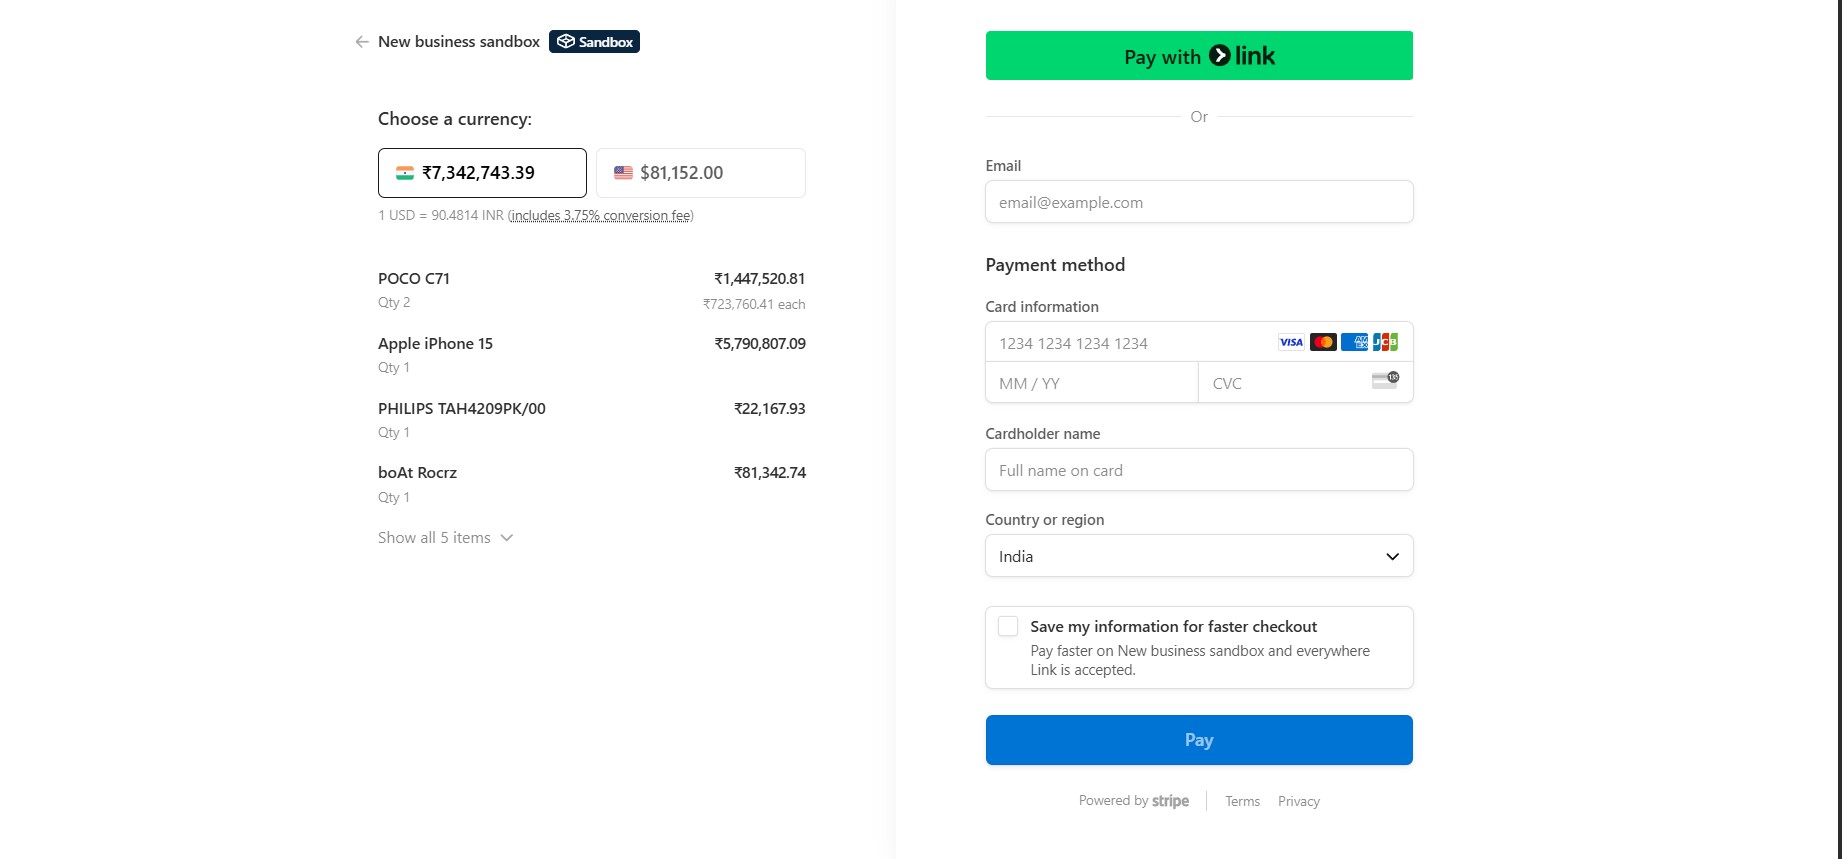 New business sandbox Sandbox
Choose a currency:
₹7,342,743.39 $81,152.00
1 USD = 90.4814 INR (includes 3.75% conversion fee)
POCO C71 ₹1,447,520.81
Qty 2 ₹723,760.41 each
Apple iPhone 15 ₹5,790,807.09
Qty 1
PHILIPS TAH4209PK/00 ₹22,167.93
Qty 1
boAt Rocrz ₹81,342.74
Qty 1
Show all 5 items
Pay with link
Or
Email
email@example.com
Payment method
Card information
1234 1234 1234 1234 VISA AMEX JCB
MM / YY CVC 135
Cardholder name
Full name on card
Country or region
India
Save my information for faster checkout
Pay faster on New business sandbox and everywhere
Link is accepted.
Pay
Powered by stripe Terms Privacy